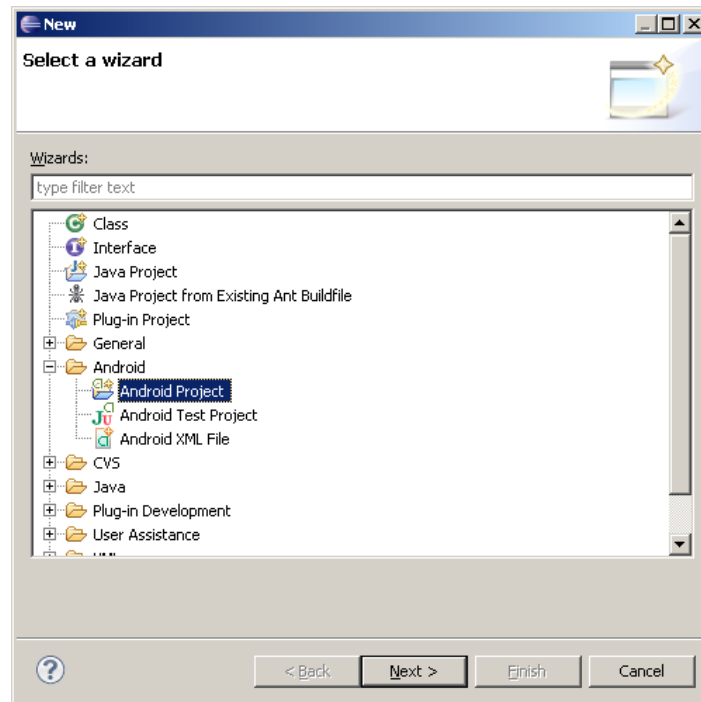 New
Select a wizard
Wizards:
type filter text
Class
Interface
Java Project
Java Project from Existing Ant Buildfile
Plug-in Project
General
Android
Android Project
Android Test Project
Android XML File
CVS
Java
Plug-in Development
User Assistance
< Back Next > Finish Cancel